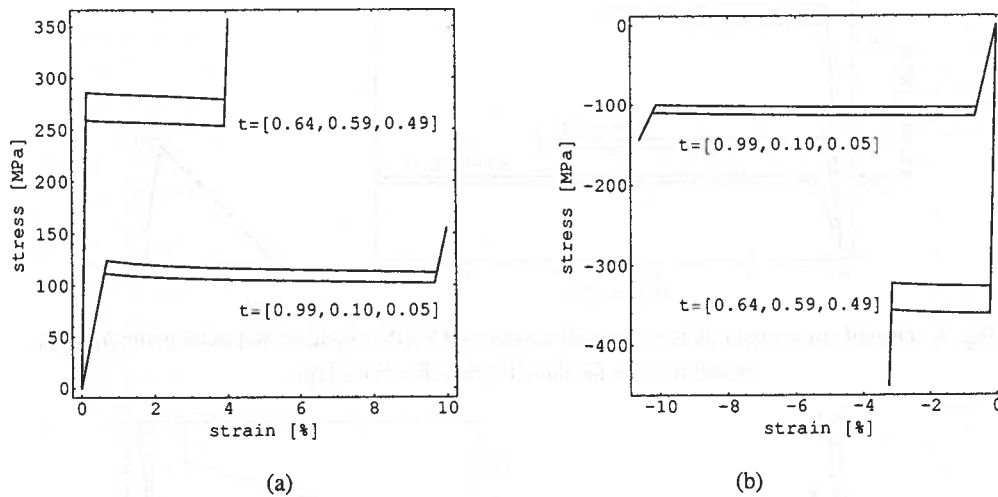 350
300
250
200
150
100
50
0
stress [MPa]
t=[0.64,0.59,0.49]
t=[0.99,0.10,0.05]
0 2 4 6 8 10
strain [%]
(a)
0
-100
-200
-300
-400
stress [MPa]
t=[0.99,0.10,0.05]
t=[0.64,0.59,0.49]
-10 -8 -6 -4 -2 0
strain [%]
(b)